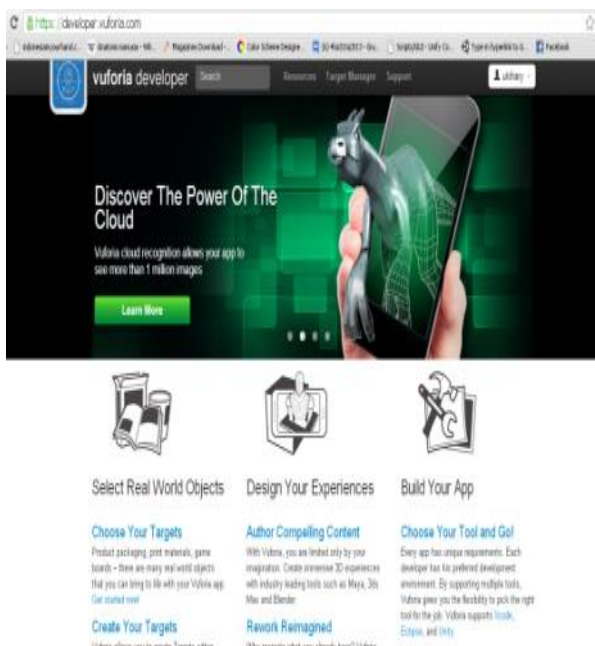 https://developer.vuforia.com
Facebook
vuforia developer Search Resources Target Manager Support
Discover The Power Of The
Cloud
Vuforia cloud recognition allows your app to
see more than 1 million images
Learn More
Select Real World Objects
Choose Your Targets
Product packaging, print materials, game
boards – there are many real world objects
that you can bring to life with your Vuforia app.
Get started now!
Create Your Targets
Design Your Experiences
Author Compelling Content
With Vuforia, you are limited only by your
imagination. Create immersive 3D experiences
with industry leading tools such as Maya, 3ds
Max and Blender.
Rework Reimagined
Build Your App
Choose Your Tool and Go!
Every app has unique requirements. Each
developer has his preferred development
environment. By supporting multiple tools,
Vuforia gives you the flexibility to pick the right
tool for the job. Vuforia supports Xcode,
Eclipse, and Unity.